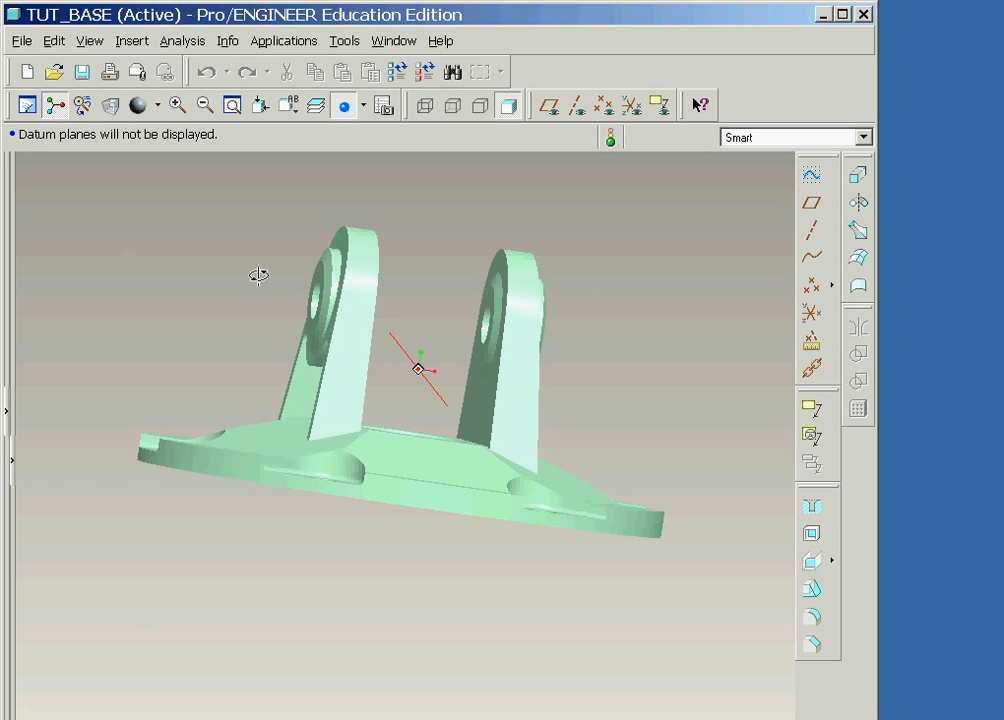 TUT_BASE (Active) - Pro/ENGINEER Education Edition
File Edit View Insert Analysis Info Applications Tools Window Help
AB
Datum planes will not be displayed.
Smart